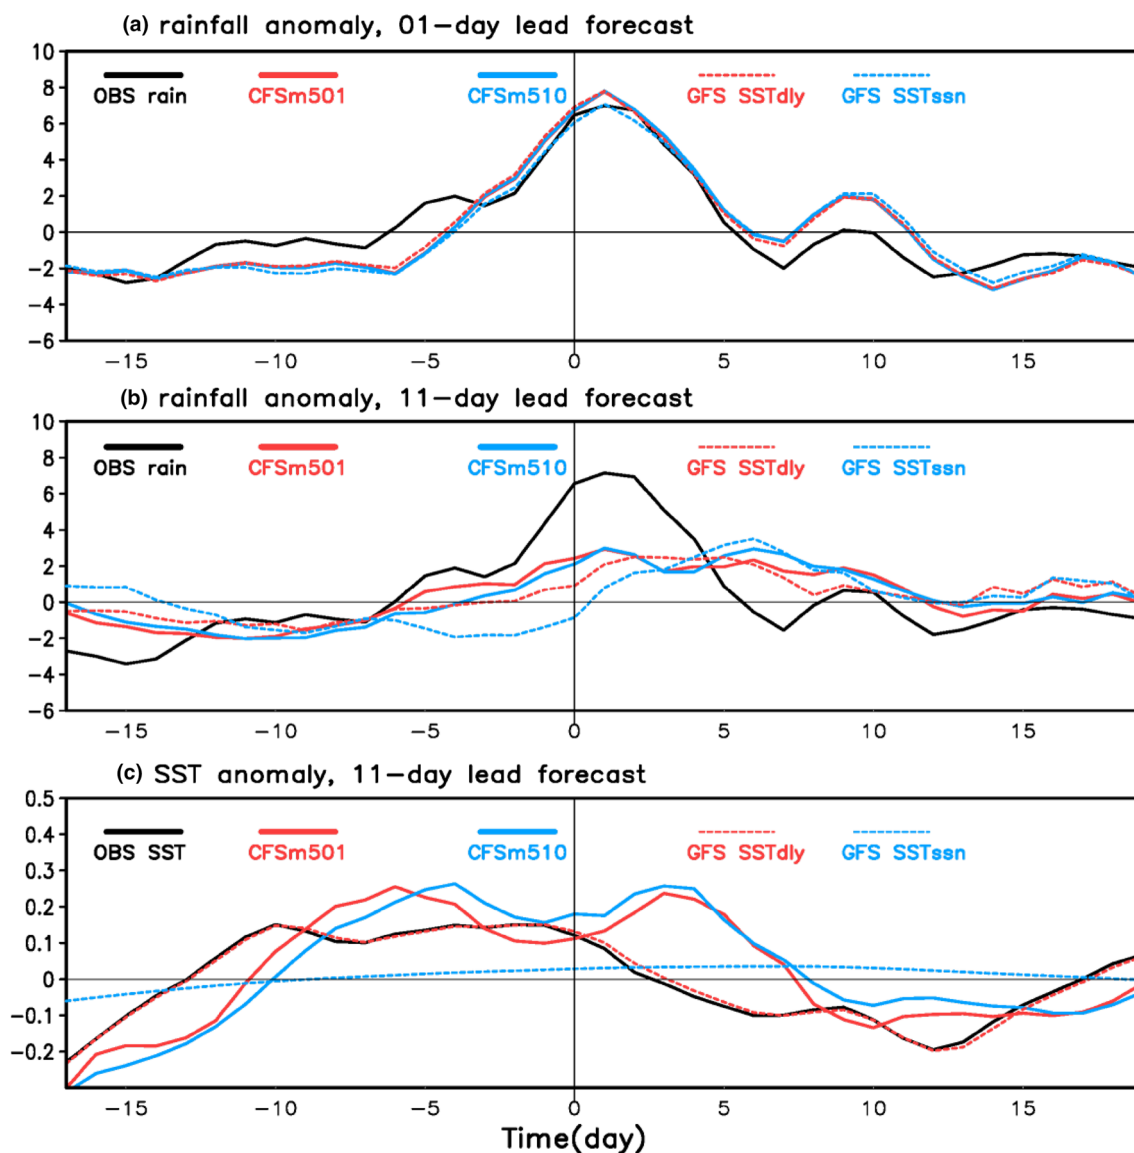 (a) rainfall anomaly, 01-day lead forecast
10
8
6
4
2
0
-2
-4
-6
OBS rain CFSm501 CFSm510 GFS SSTdly GFS SSTssn
-15 -10 -5 0 5 10 15
(b) rainfall anomaly, 11-day lead forecast
10
8
6
4
2
0
-2
-4
-6
OBS rain CFSm501 CFSm510 GFS SSTdly GFS SSTssn
-15 -10 -5 0 5 10 15
(c) SST anomaly, 11-day lead forecast
0.5
0.4
0.3
0.2
0.1
0
-0.1
-0.2
OBS SST CFSm501 CFSm510 GFS SSTdly GFS SSTssn
-15 -10 -5 0 5 10 15
Time(day)